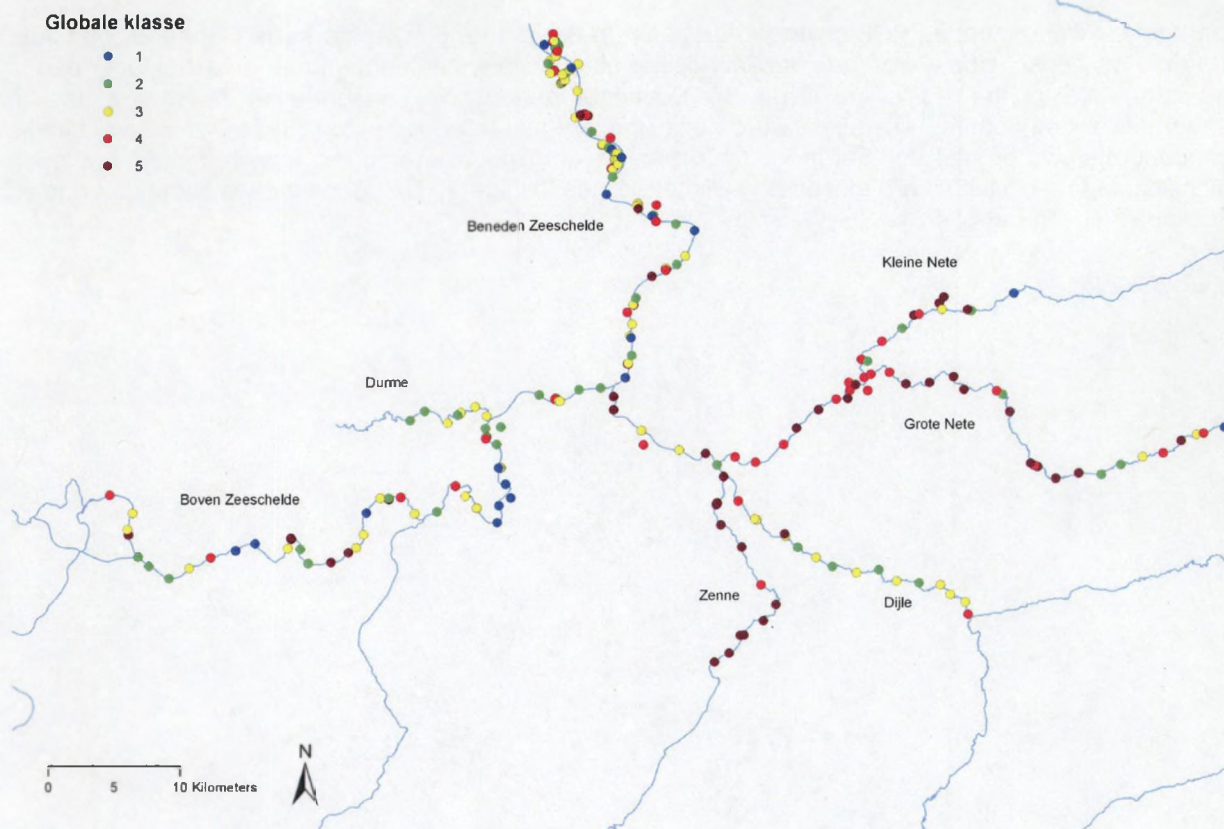 Globale klasse
1
2
3
4
5
Beneden Zeeschelde
Kleine Nete
Durme
Grote Nete
Boven Zeeschelde
Zenne
Dijle
N
0 5 10 Kilometers